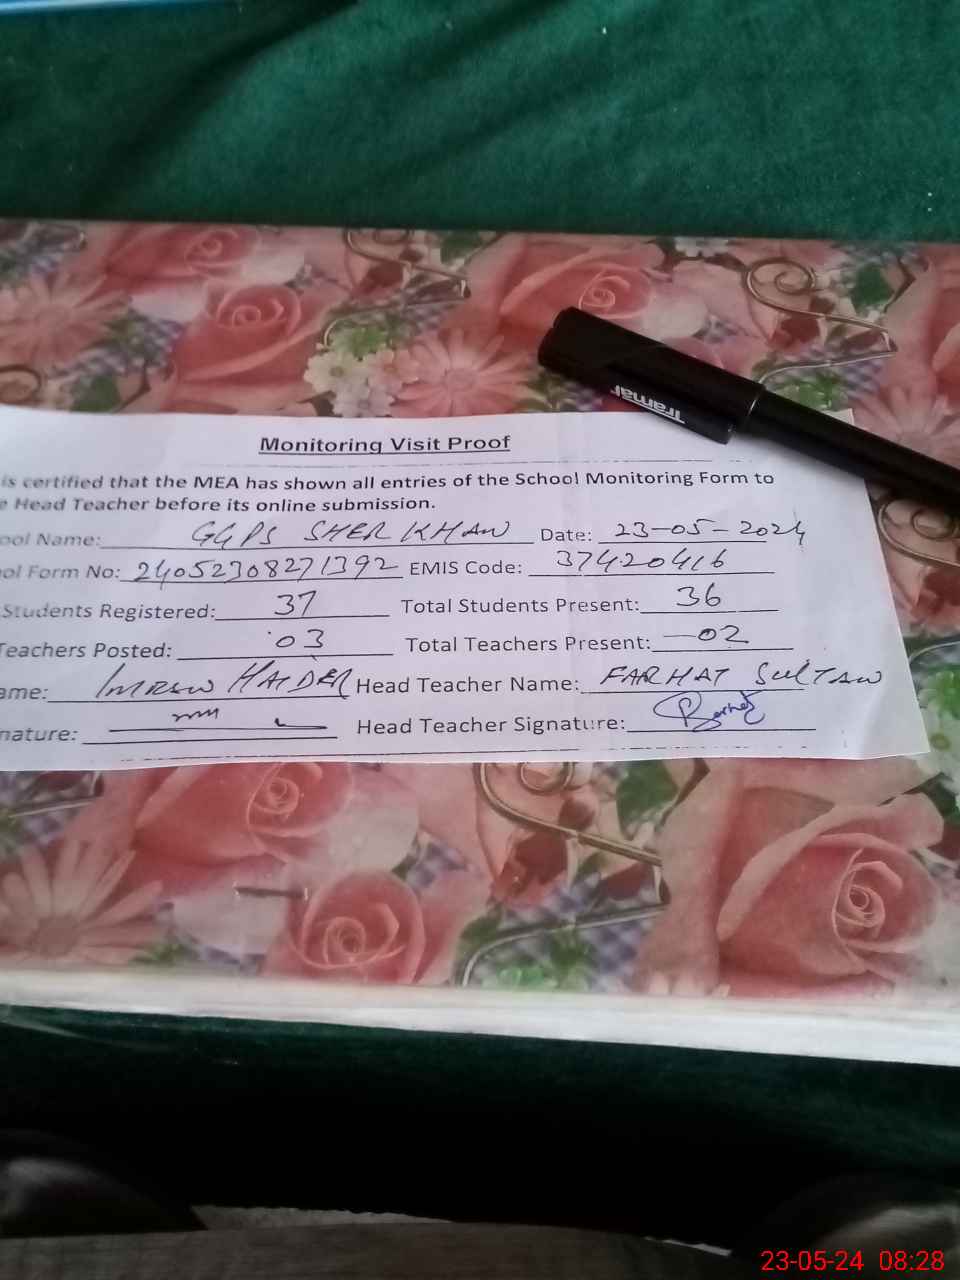 Tramar
Monitoring Visit Proof
is certified that the MEA has shown all entries of the School Monitoring Form to
e Head Teacher before its online submission.
ool Name: GGPS SHER KHAN Date: 23-05-2024
ol Form No: 24052308271392 EMIS Code: 37420416
Students Registered: 37 Total Students Present: 36
Teachers Posted: 03 Total Teachers Present: 02
ame: IMRAN HAIDER Head Teacher Name: FARHAT SULTAN
nature: Head Teacher Signature:
23-05-24 08:28